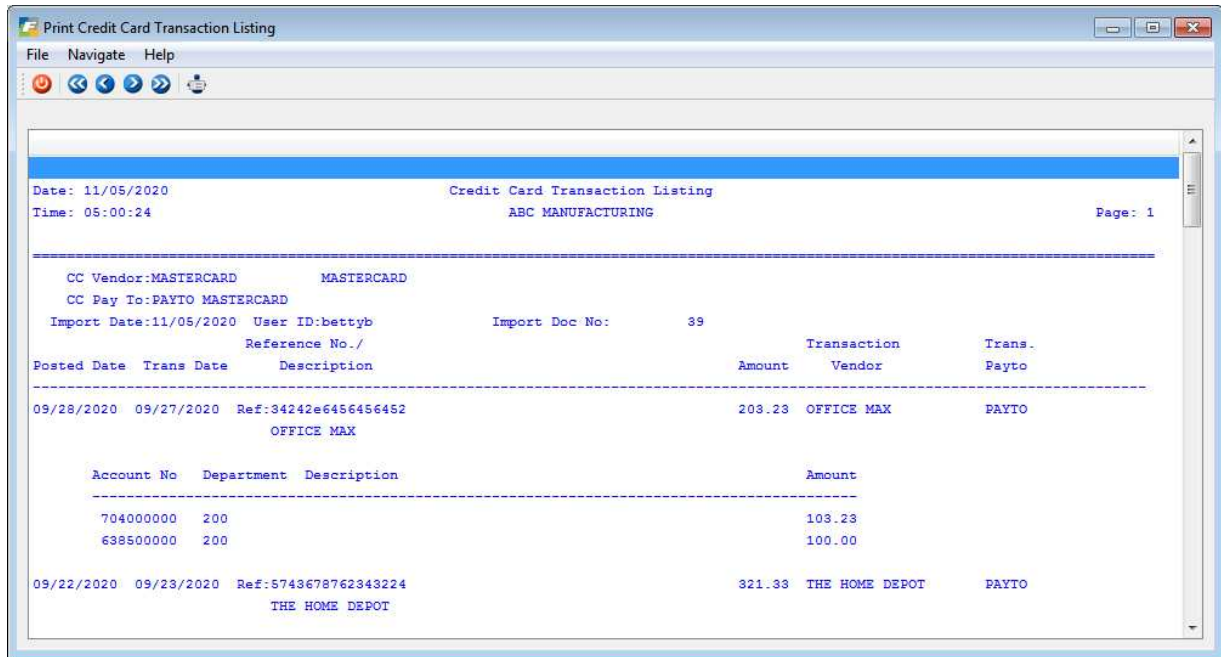 Print Credit Card Transaction Listing
File Navigate Help
Date: 11/05/2020 Credit Card Transaction Listing
Time: 05:00:24 ABC MANUFACTURING Page: 1
CC Vendor:MASTERCARD MASTERCARD
CC Pay To:PAYTO MASTERCARD
Import Date:11/05/2020 User ID:bettyb Import Doc No: 39
Reference No./ Transaction Trans.
Posted Date Trans Date Description Amount Vendor Payto
09/28/2020 09/27/2020 Ref:34242e6456456452 203.23 OFFICE MAX PAYTO
OFFICE MAX
Account No Department Description Amount
704000000 200 103.23
638500000 200 100.00
09/22/2020 09/23/2020 Ref:5743678762343224 321.33 THE HOME DEPOT PAYTO
THE HOME DEPOT